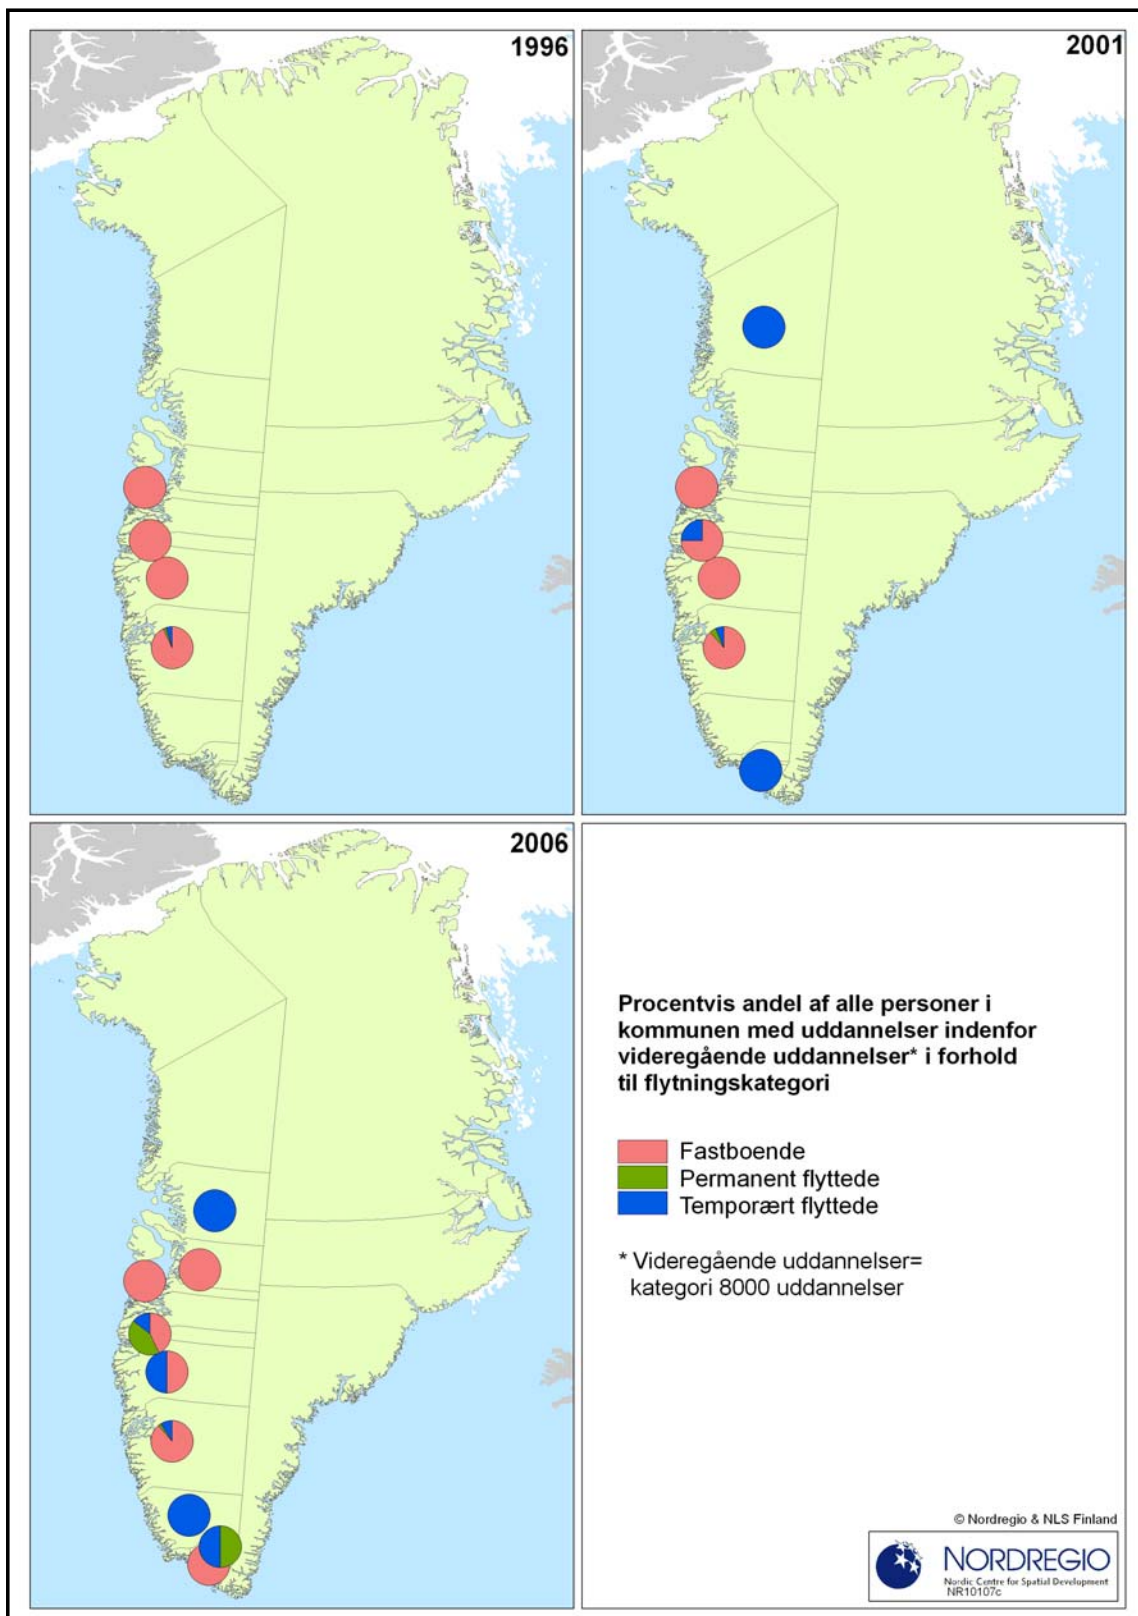 1996
2001
2006
Procentvis andel af alle personer i
kommunen med uddannelser indenfor
videregående uddannelser* i forhold
til flytningskategori
Fastboende
Permanent flyttede
Temporært flyttede
* Videregående uddannelser=
kategori 8000 uddannelser
© Nordregio & NLS Finland
NORDREGIO
Nordic Centre for Spatial Development
NR10107c